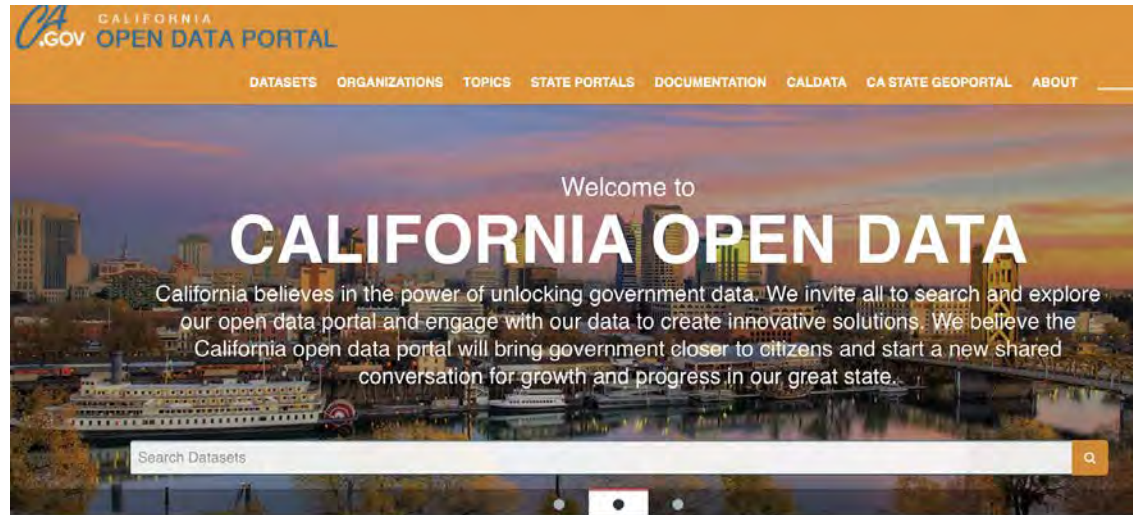 CA
.GOV
CALIFORNIA
OPEN DATA PORTAL
DATASETS ORGANIZATIONS TOPICS STATE PORTALS DOCUMENTATION CALDATA CA STATE GEOPORTAL ABOUT
Welcome to
CALIFORNIA OPEN DATA
California believes in the power of unlocking government data. We invite all to search and explore
our open data portal and engage with our data to create innovative solutions. We believe the
California open data portal will bring government closer to citizens and start a new shared
conversation for growth and progress in our great state.
Search Datasets